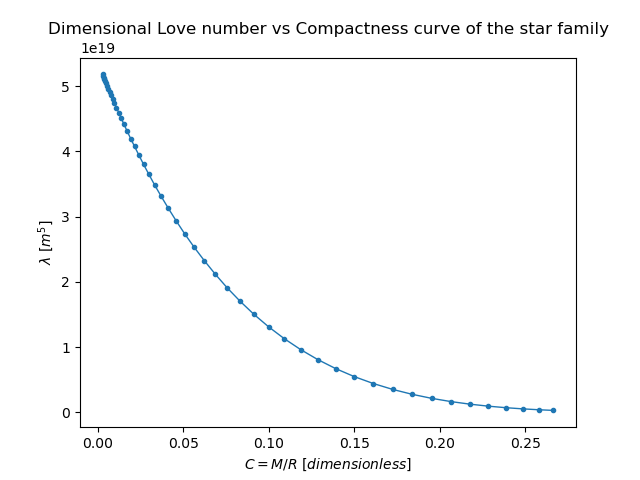 Dimensional Love number vs Compactness curve of the star family
1e19
5
4
3
2
1
0
λ [m⁵]
0.00 0.05 0.10 0.15 0.20 0.25
C = M/R [dimensionless]